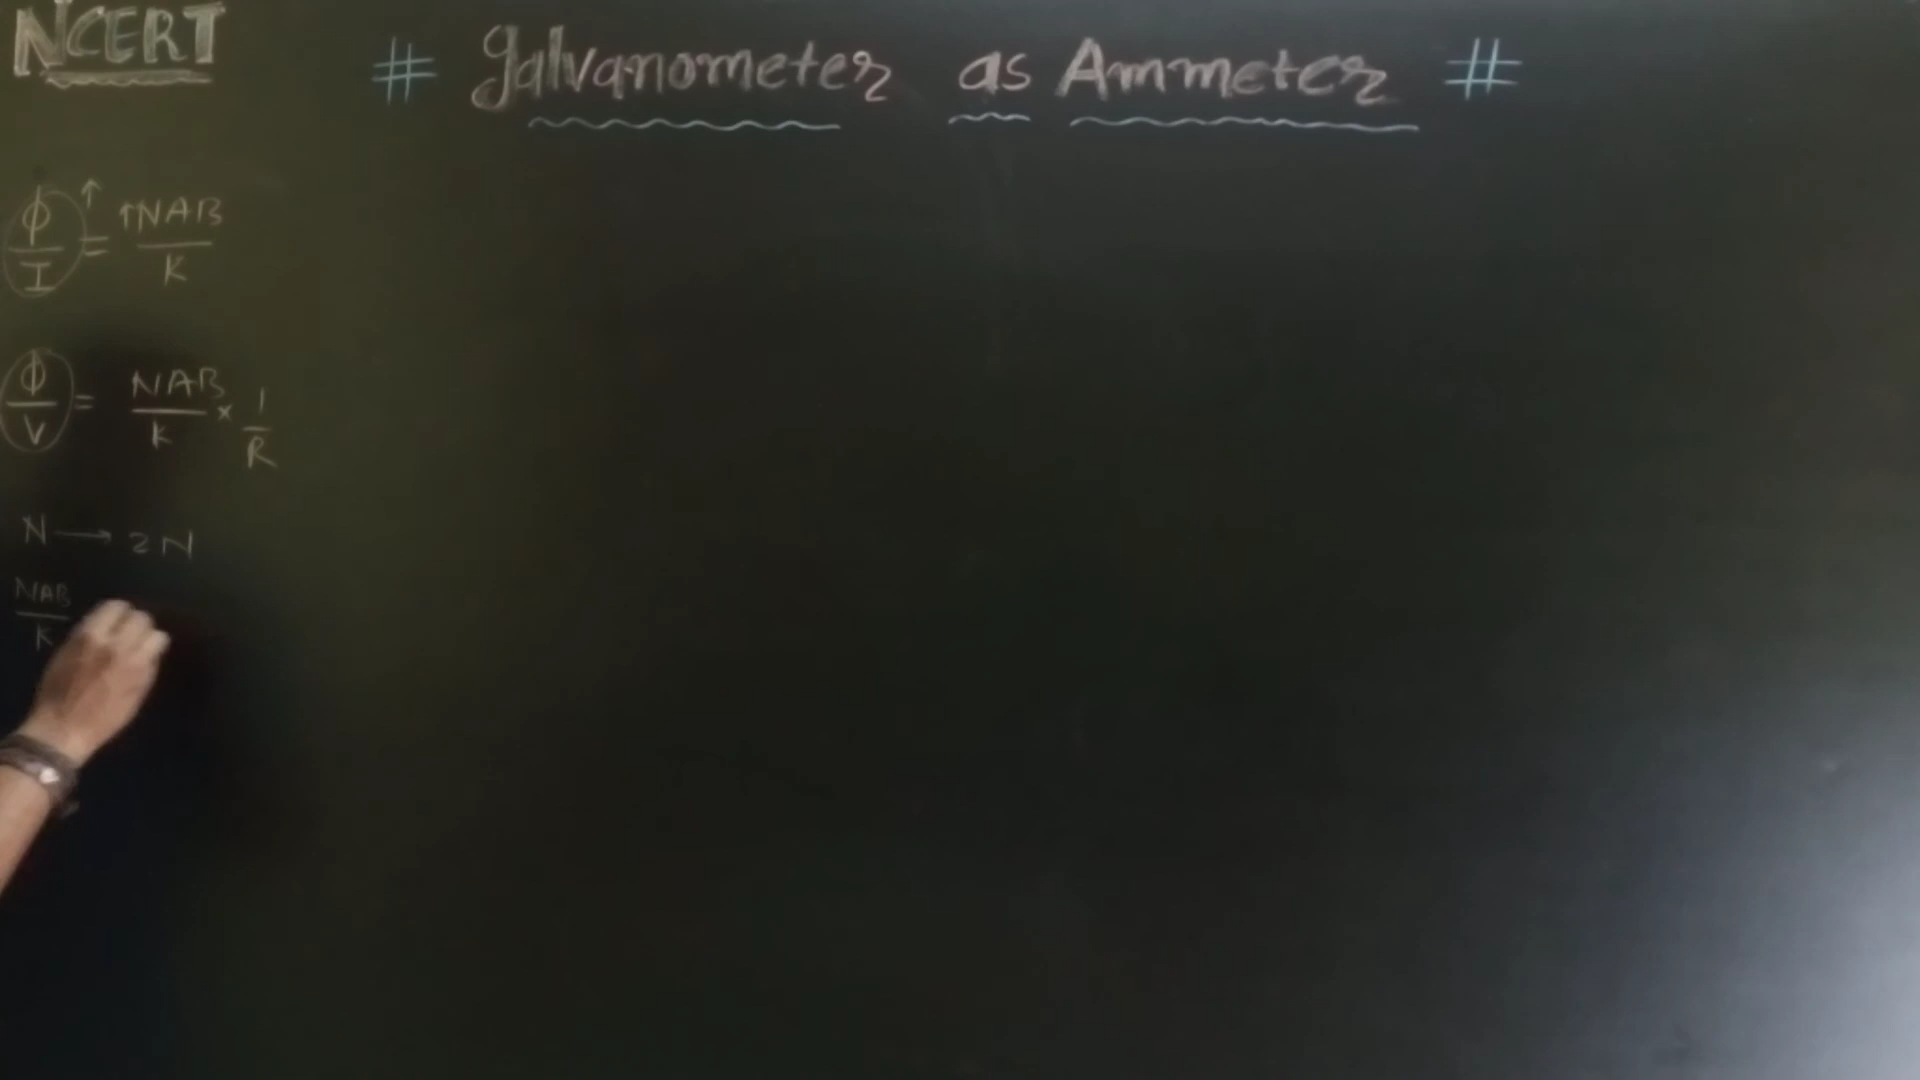 NCERT
# Galvanometer as Ammeter #
ϕ/I ↑ = ↑NAB/K
ϕ/V = NAB/K × 1/R
N → 2N
NAB/K